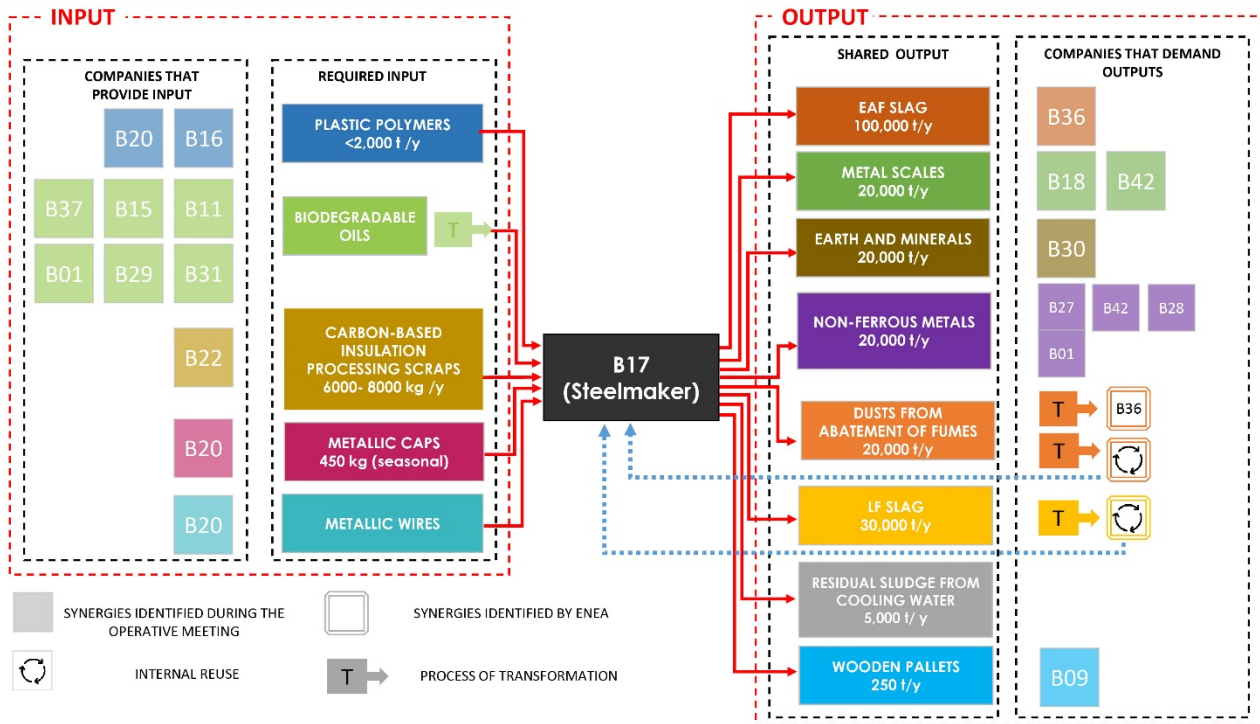 INPUT
COMPANIES THAT
PROVIDE INPUT
REQUIRED INPUT
B20
B16
PLASTIC POLYMERS
<2,000 t /y
B37
B15
B11
BIODEGRADABLE
OILS
T
B01
B29
B31
B22
CARBON-BASED
INSULATION
PROCESSING SCRAPS
6000- 8000 kg /y
B20
METALLIC CAPS
450 kg (seasonal)
B20
METALLIC WIRES
B17
(Steelmaker)
OUTPUT
SHARED OUTPUT
COMPANIES THAT DEMAND
OUTPUTS
EAF SLAG
100,000 t/y
B36
METAL SCALES
20,000 t/y
B18
B42
EARTH AND MINERALS
20,000 t/y
B30
NON-FERROUS METALS
20,000 t/y
B27
B42
B28
B01
DUSTS FROM
ABATEMENT OF FUMES
20,000 t/y
T
B36
T
LF SLAG
30,000 t/y
T
RESIDUAL SLUDGE FROM
COOLING WATER
5,000 t/ y
WOODEN PALLETS
250 t/y
B09
SYNERGIES IDENTIFIED DURING THE
OPERATIVE MEETING
SYNERGIES IDENTIFIED BY ENEA
INTERNAL REUSE
T
PROCESS OF TRANSFORMATION